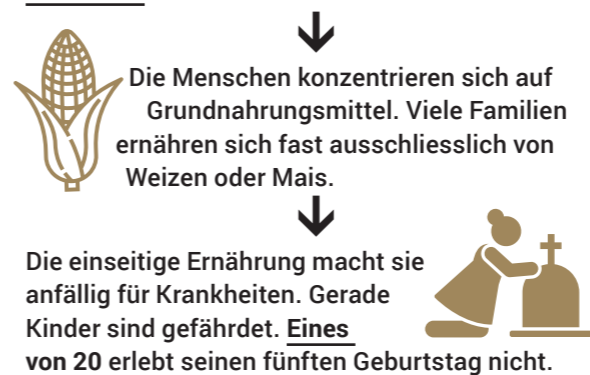 Die Menschen konzentrieren sich auf
Grundnahrungsmittel. Viele Familien
ernähren sich fast ausschliesslich von
Weizen oder Mais.
Die einseitige Ernährung macht sie
anfällig für Krankheiten. Gerade
Kinder sind gefährdet. Eines
von 20 erlebt seinen fünften Geburtstag nicht.